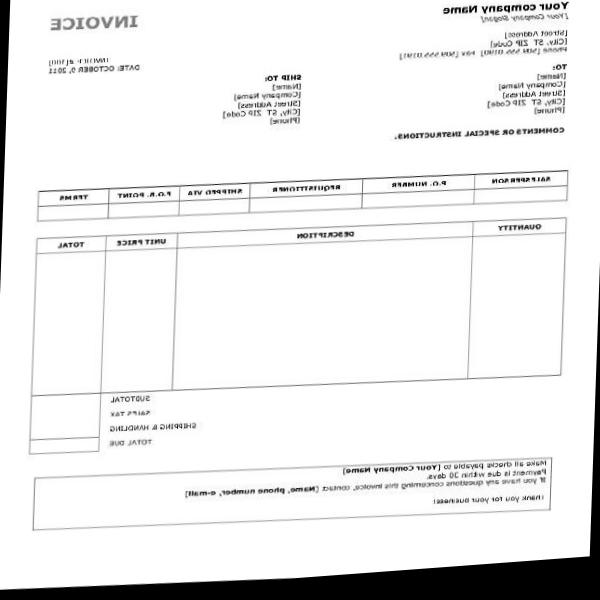 Your company Name
[Your Company Slogan]
INVOICE
[Street Address]
[City, ST ZIP Code]
Phone [509.555.0190] Fax [509.555.0191]
INVOICE #[100]
DATE: OCTOBER 9, 2011
TO:
[Name]
[Company Name]
[Street Address]
[City, ST ZIP Code]
[Phone]
SHIP TO:
[Name]
[Company Name]
[Street Address]
[City, ST ZIP Code]
[Phone]
COMMENTS OR SPECIAL INSTRUCTIONS:
SALESPERSON P.O. NUMBER REQUISITIONER SHIPPED VIA F.O.B. POINT TERMS
QUANTITY DESCRIPTION UNIT PRICE TOTAL
SUBTOTAL
SALES TAX
SHIPPING & HANDLING
TOTAL DUE
Make all checks payable to [Your Company Name]
Payment is due within 30 days.
If you have any questions concerning this invoice, contact [Name, phone number, e-mail]
Thank you for your business!